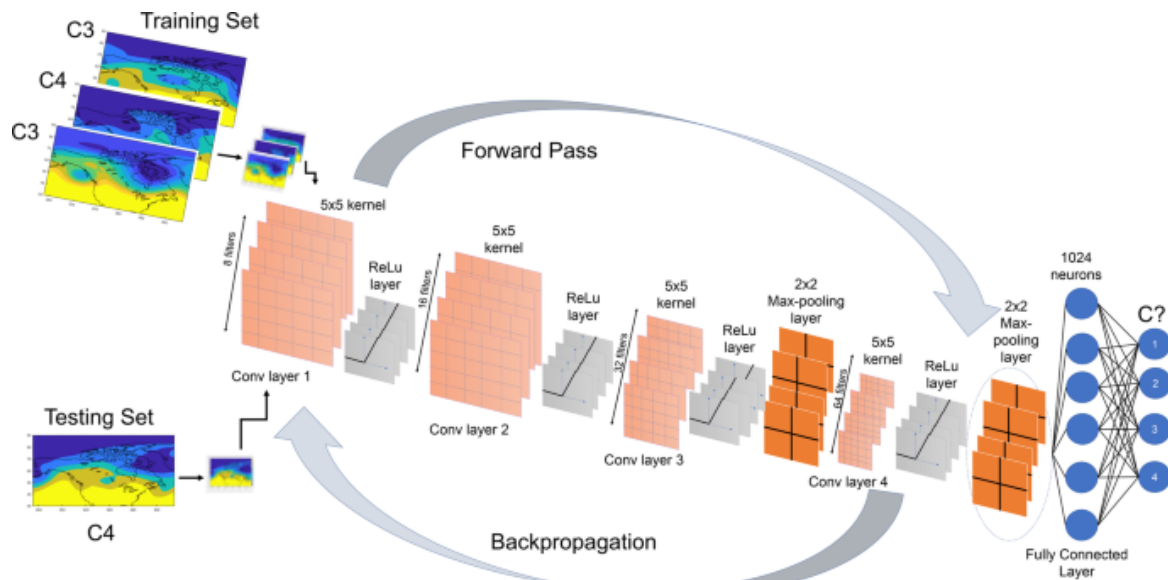 Training Set
C3
C4
C3
Forward Pass
5x5 kernel
8 filters
ReLu
layer
Conv layer 1
5x5
kernel
16 filters
ReLu
layer
Conv layer 2
5x5
kernel
32 filters
ReLu
layer
Conv layer 3
2x2
Max-pooling
layer
5x5
kernel
64 filters
ReLu
layer
Conv layer 4
2x2
Max-
pooling
layer
1024
neurons
C?
1
2
3
4
Fully Connected
Layer
Testing Set
C4
Backpropagation